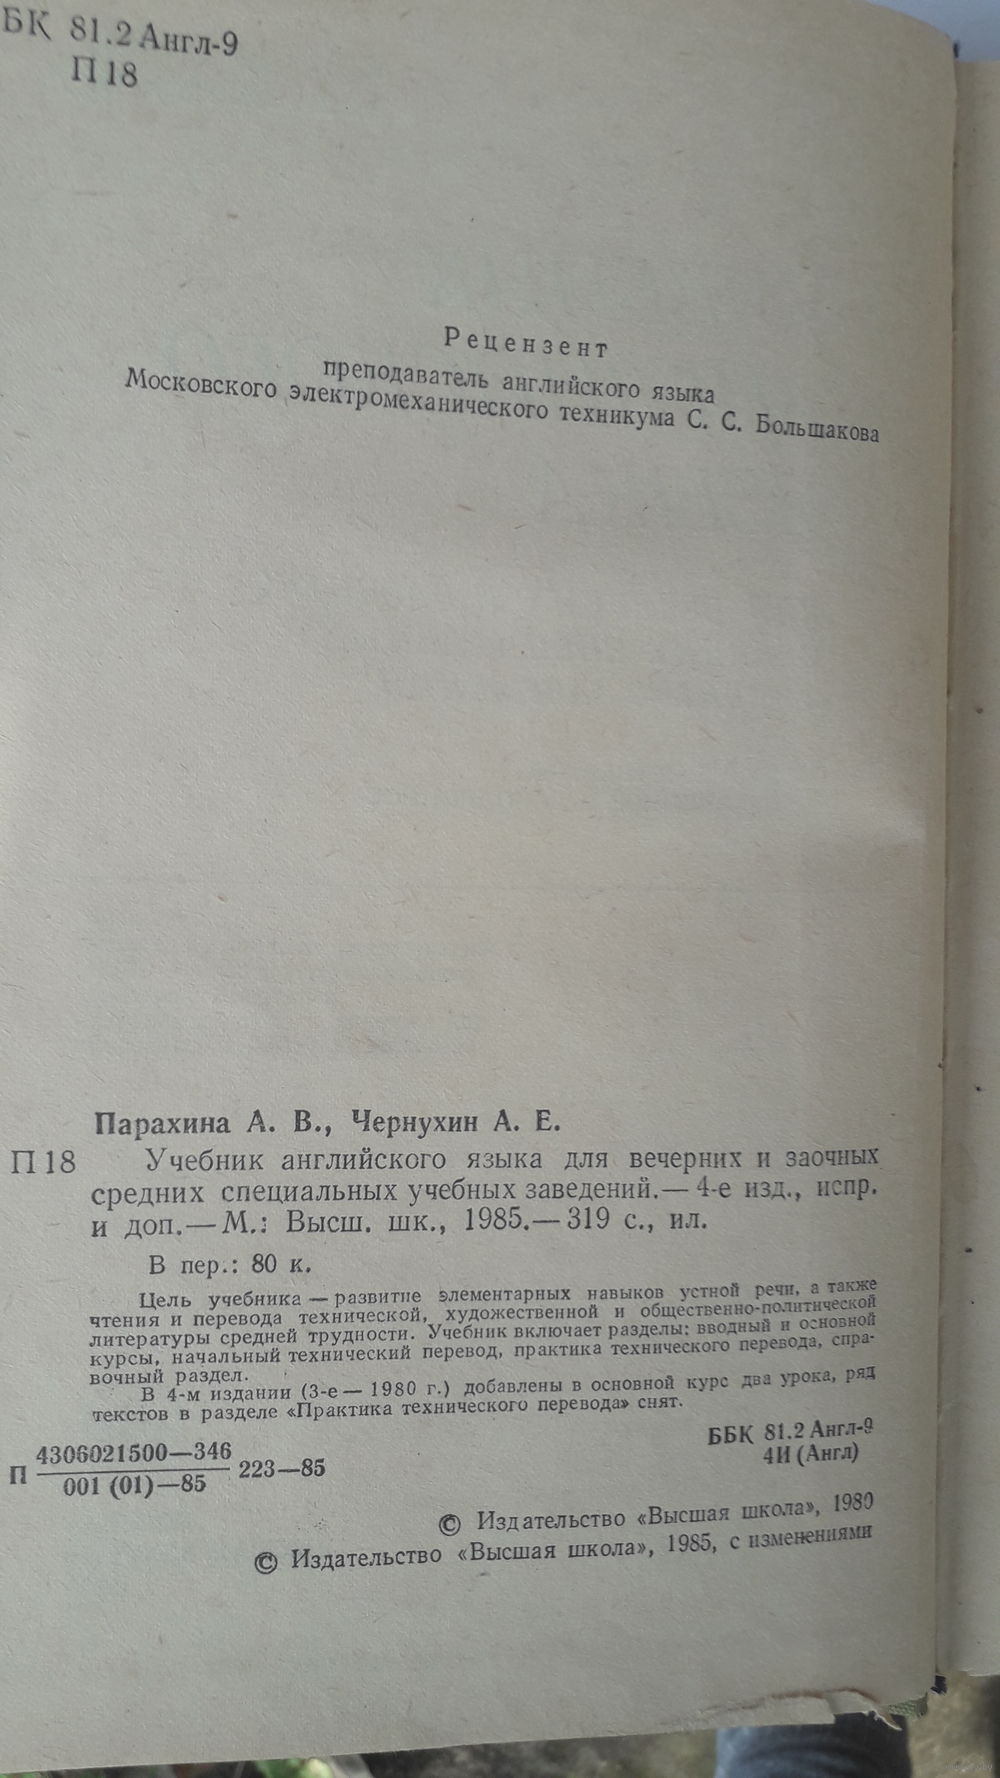 БК 81.2 Англ-9
П 18
Рецензент
преподаватель английского языка
Московского электромеханического техникума С. С. Большакова
Парахина А. В., Чернухин А. Е.
П 18 Учебник английского языка для вечерних и заочных
средних специальных учебных заведений.— 4-е изд., испр.
и доп.— М.: Высш. шк., 1985.— 319 с., ил.
В пер.: 80 к.
Цель учебника — развитие элементарных навыков устной речи, а также
чтения и перевода технической, художественной и общественно-политической
литературы средней трудности. Учебник включает разделы: вводный и основной
курсы, начальный технический перевод, практика технического перевода, спра-
вочный раздел.
В 4-м издании (3-е — 1980 г.) добавлены в основной курс два урока, ряд
текстов в разделе «Практика технического перевода» снят.
П 4306021500—346
001 (01)—85 223—85
ББК 81.2 Англ-9
4И (Англ)
© Издательство «Высшая школа», 1980
© Издательство «Высшая школа», 1985, с изменениями